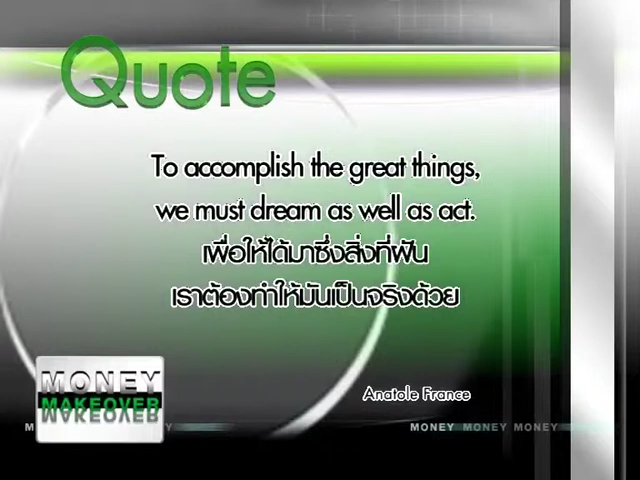 Quote
To accomplish the great things,
we must dream as well as act.
เพื่อให้ได้มาซึ่งสิ่งที่ฝัน
เราต้องทำให้มันเป็นจริงด้วย
Anatole France
MONEY
MAKEOVER
MONEY MONEY MONEY